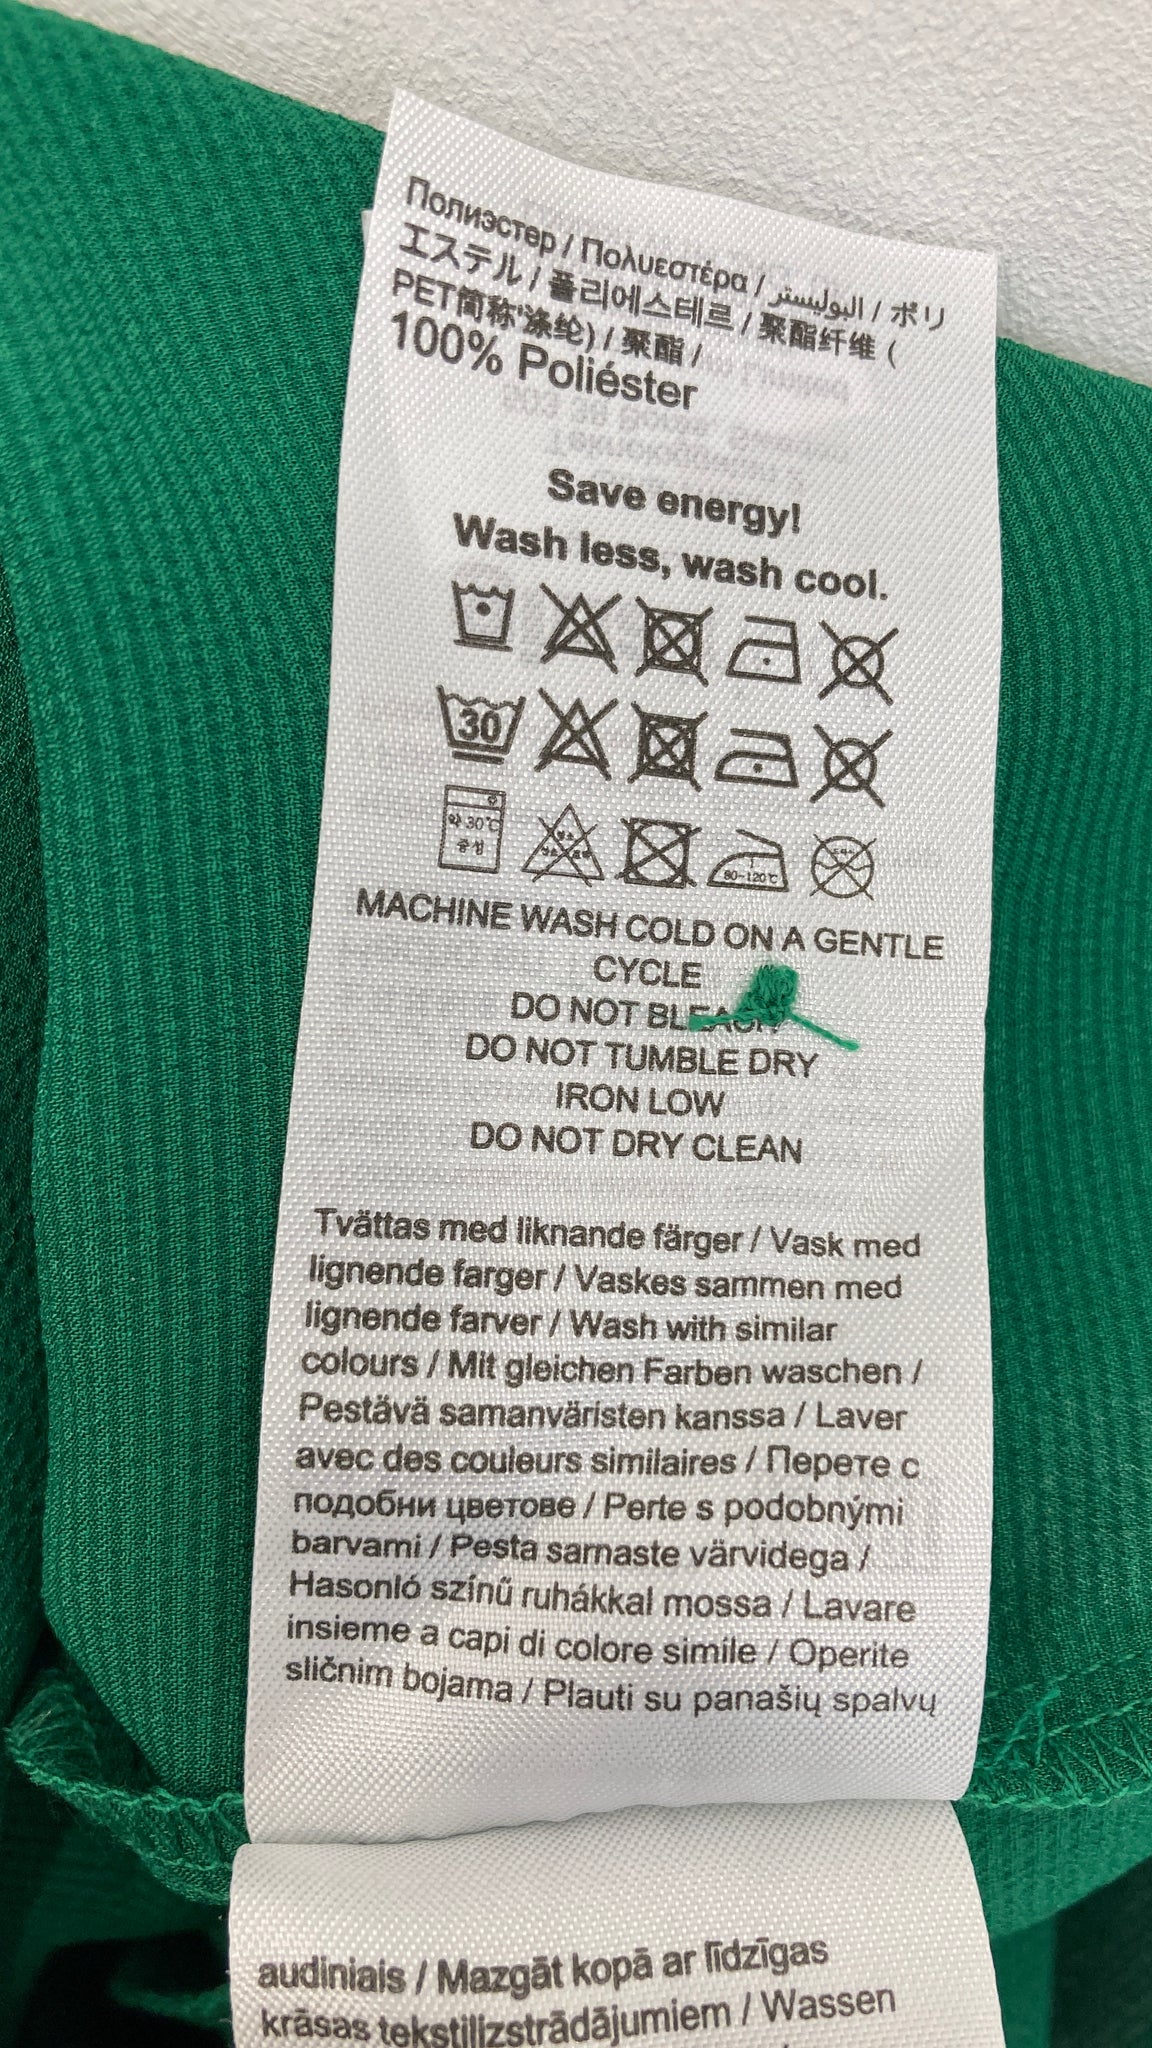 Полиэстер / Πολυεστέρα / البوليستر / ポリ
エステル / 폴리에스테르 / 聚酯纤维 (
PET简称'涤纶) / 聚酯 /
100% Poliéster
Save energy!
Wash less, wash cool.
30
약 30℃
중성
80~120℃
MACHINE WASH COLD ON A GENTLE
CYCLE
DO NOT BLEACH
DO NOT TUMBLE DRY
IRON LOW
DO NOT DRY CLEAN
Tvättas med liknande färger / Vask med
lignende farger / Vaskes sammen med
lignende farver / Wash with similar
colours / Mit gleichen Farben waschen /
Pestävä samanväristen kanssa / Laver
avec des couleurs similaires / Перете с
подобни цветове / Perte s podobnými
barvami / Pesta sarnaste värvidega /
Hasonló színű ruhákkal mossa / Lavare
insieme a capi di colore simile / Operite
sličnim bojama / Plauti su panašių spalvų
audiniais / Mazgāt kopā ar līdzīgas
krāsas tekstilizstrādājumiem / Wassen